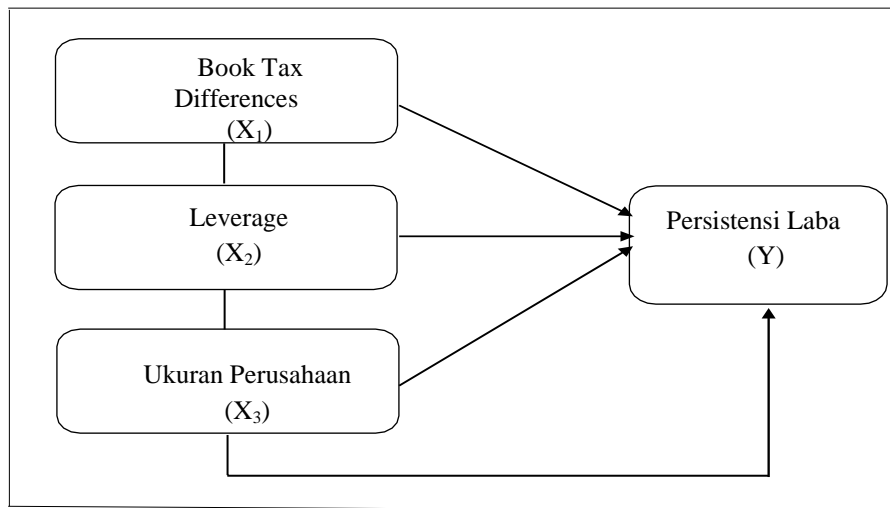 Book Tax
Differences
(X₁)
Leverage
(X₂)
Ukuran Perusahaan
(X₃)
Persistensi Laba
(Y)